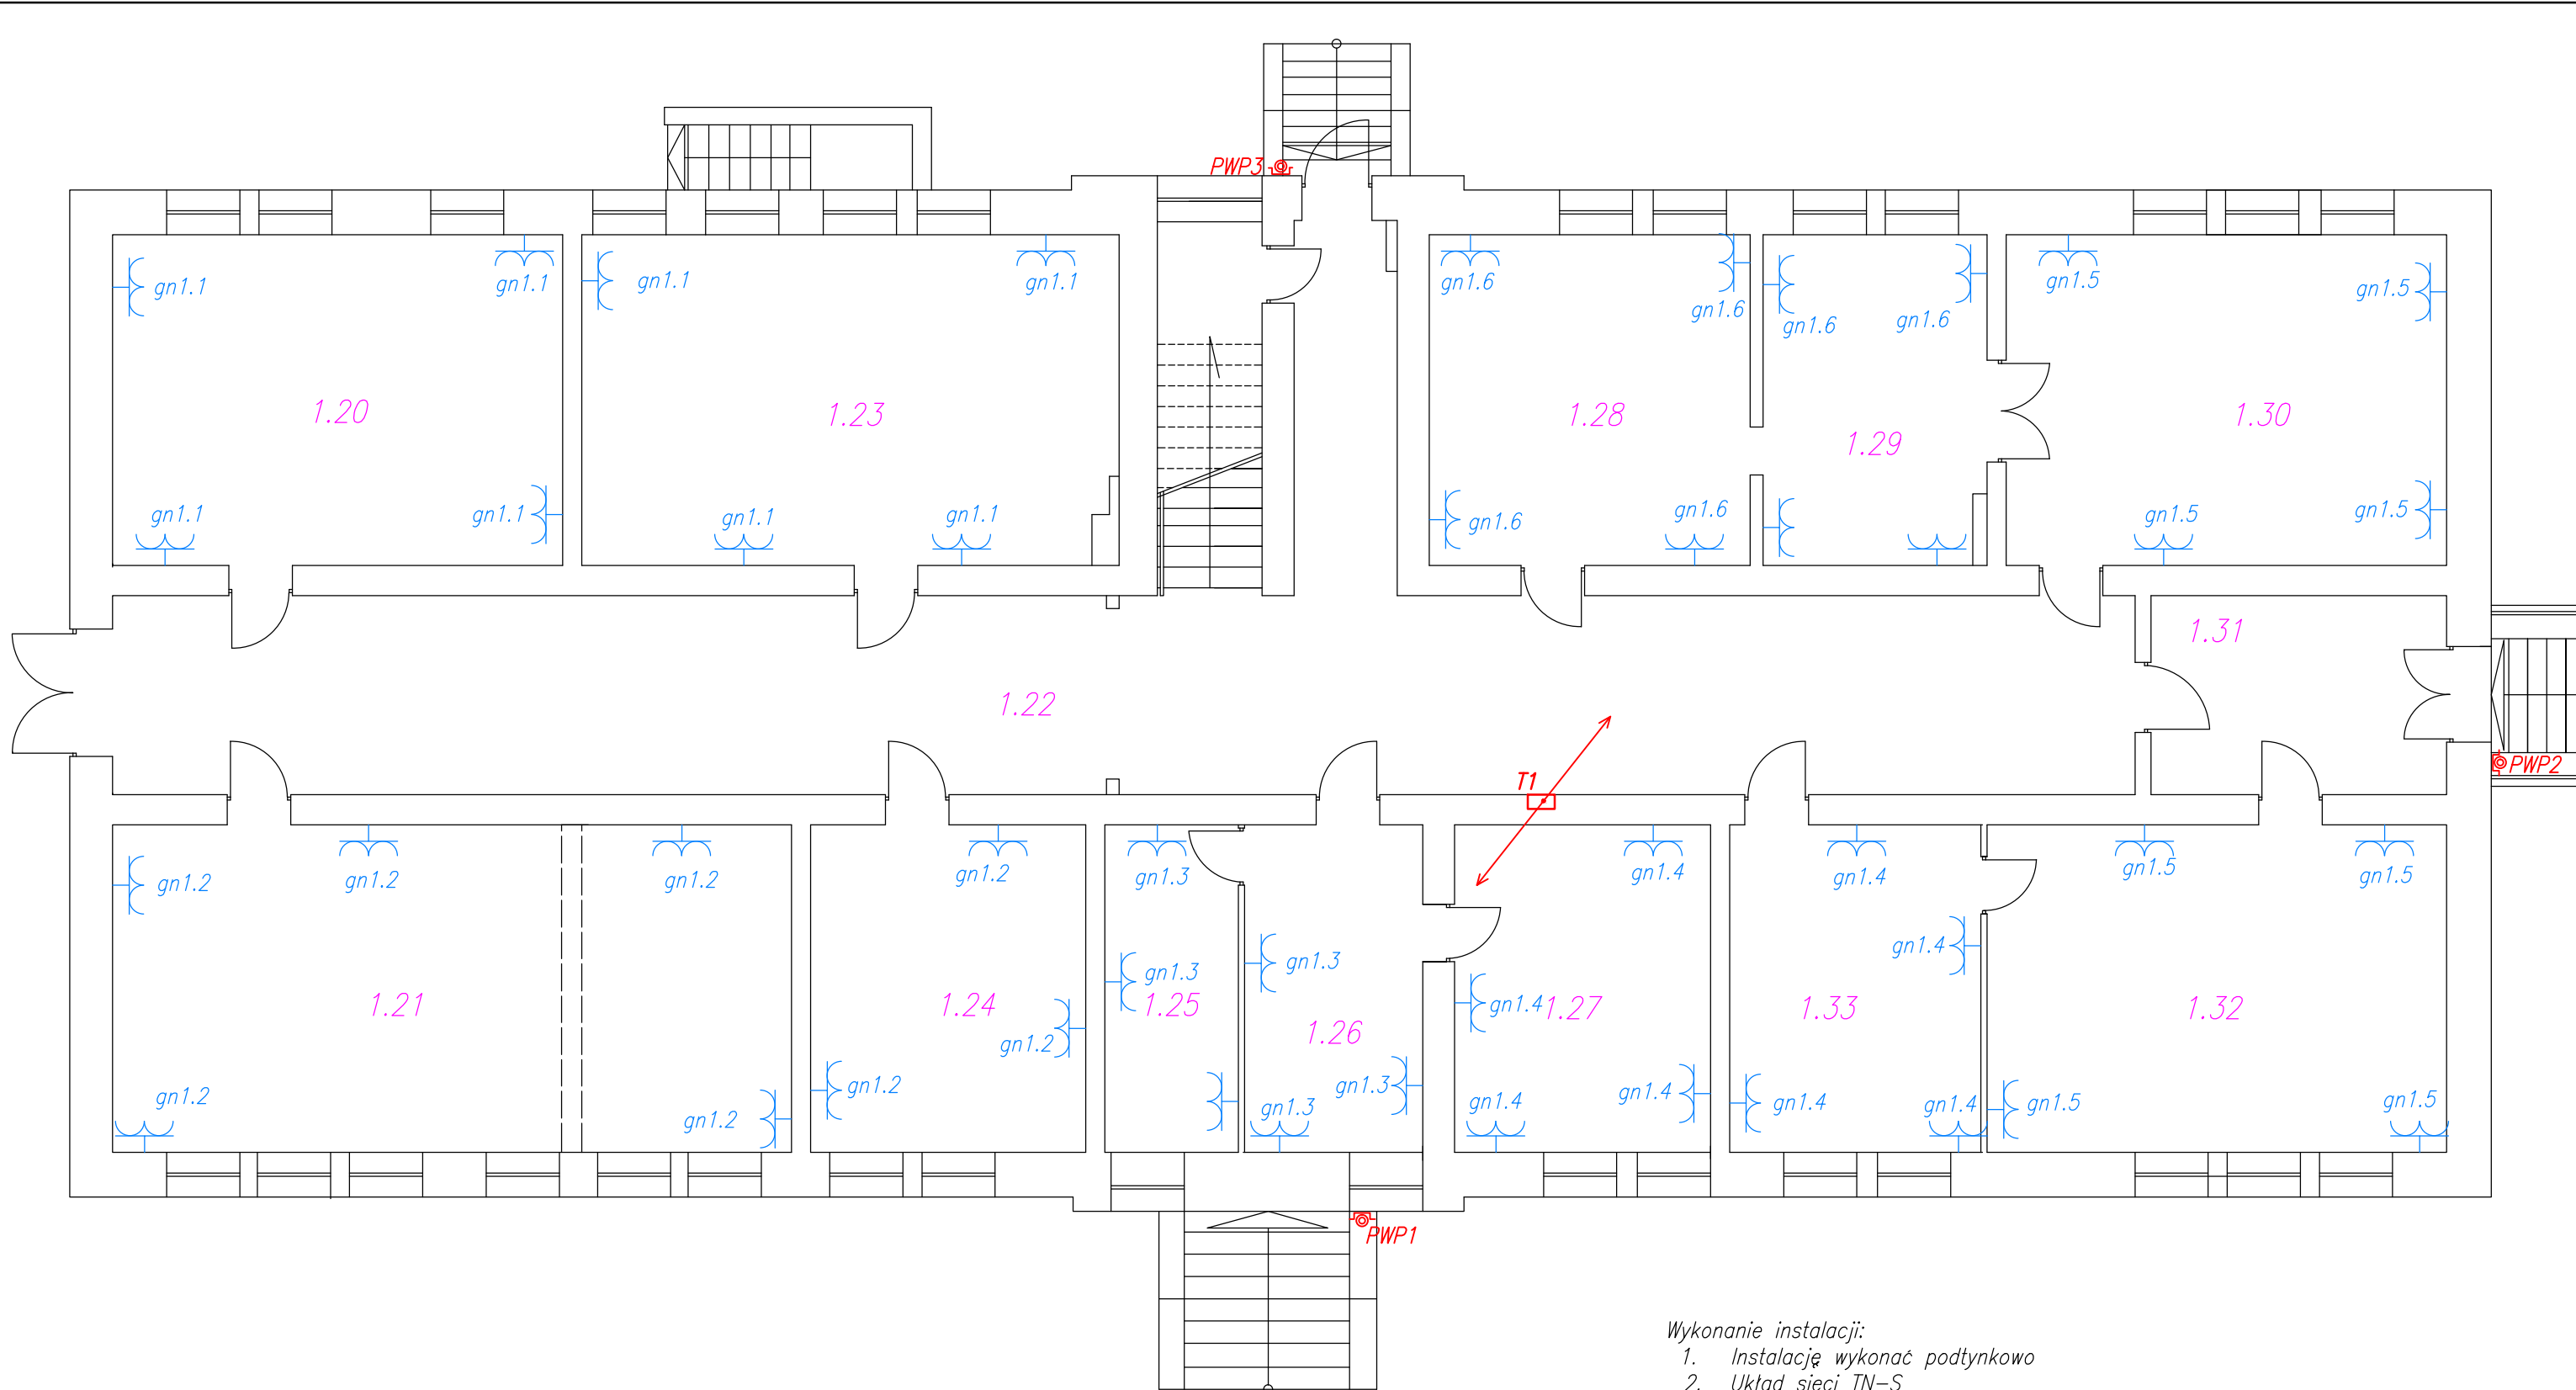 PWP3
gn1.1
gn1.1
gn1.1
gn1.1
gn1.6
gn1.6
gn1.6
gn1.6
gn1.5
gn1.5
1.20
1.23
1.28
1.29
1.30
gn1.1
gn1.1
gn1.1
gn1.1
gn1.6
gn1.6
gn1.5
gn1.5
1.31
1.22
T1
PWP2
gn1.2
gn1.2
gn1.2
gn1.2
gn1.3
gn1.4
gn1.4
gn1.5
gn1.5
gn1.3
gn1.3
gn1.4
1.21
1.24
1.25
1.26
gn1.4
1.27
1.33
1.32
gn1.2
gn1.2
gn1.2
gn1.2
gn1.3
gn1.3
gn1.4
gn1.4
gn1.4
gn1.4
gn1.5
gn1.5
PWP1
Wykonanie instalacji:
1. Instalację wykonać podtynkowo
2. Układ sieci TN-S